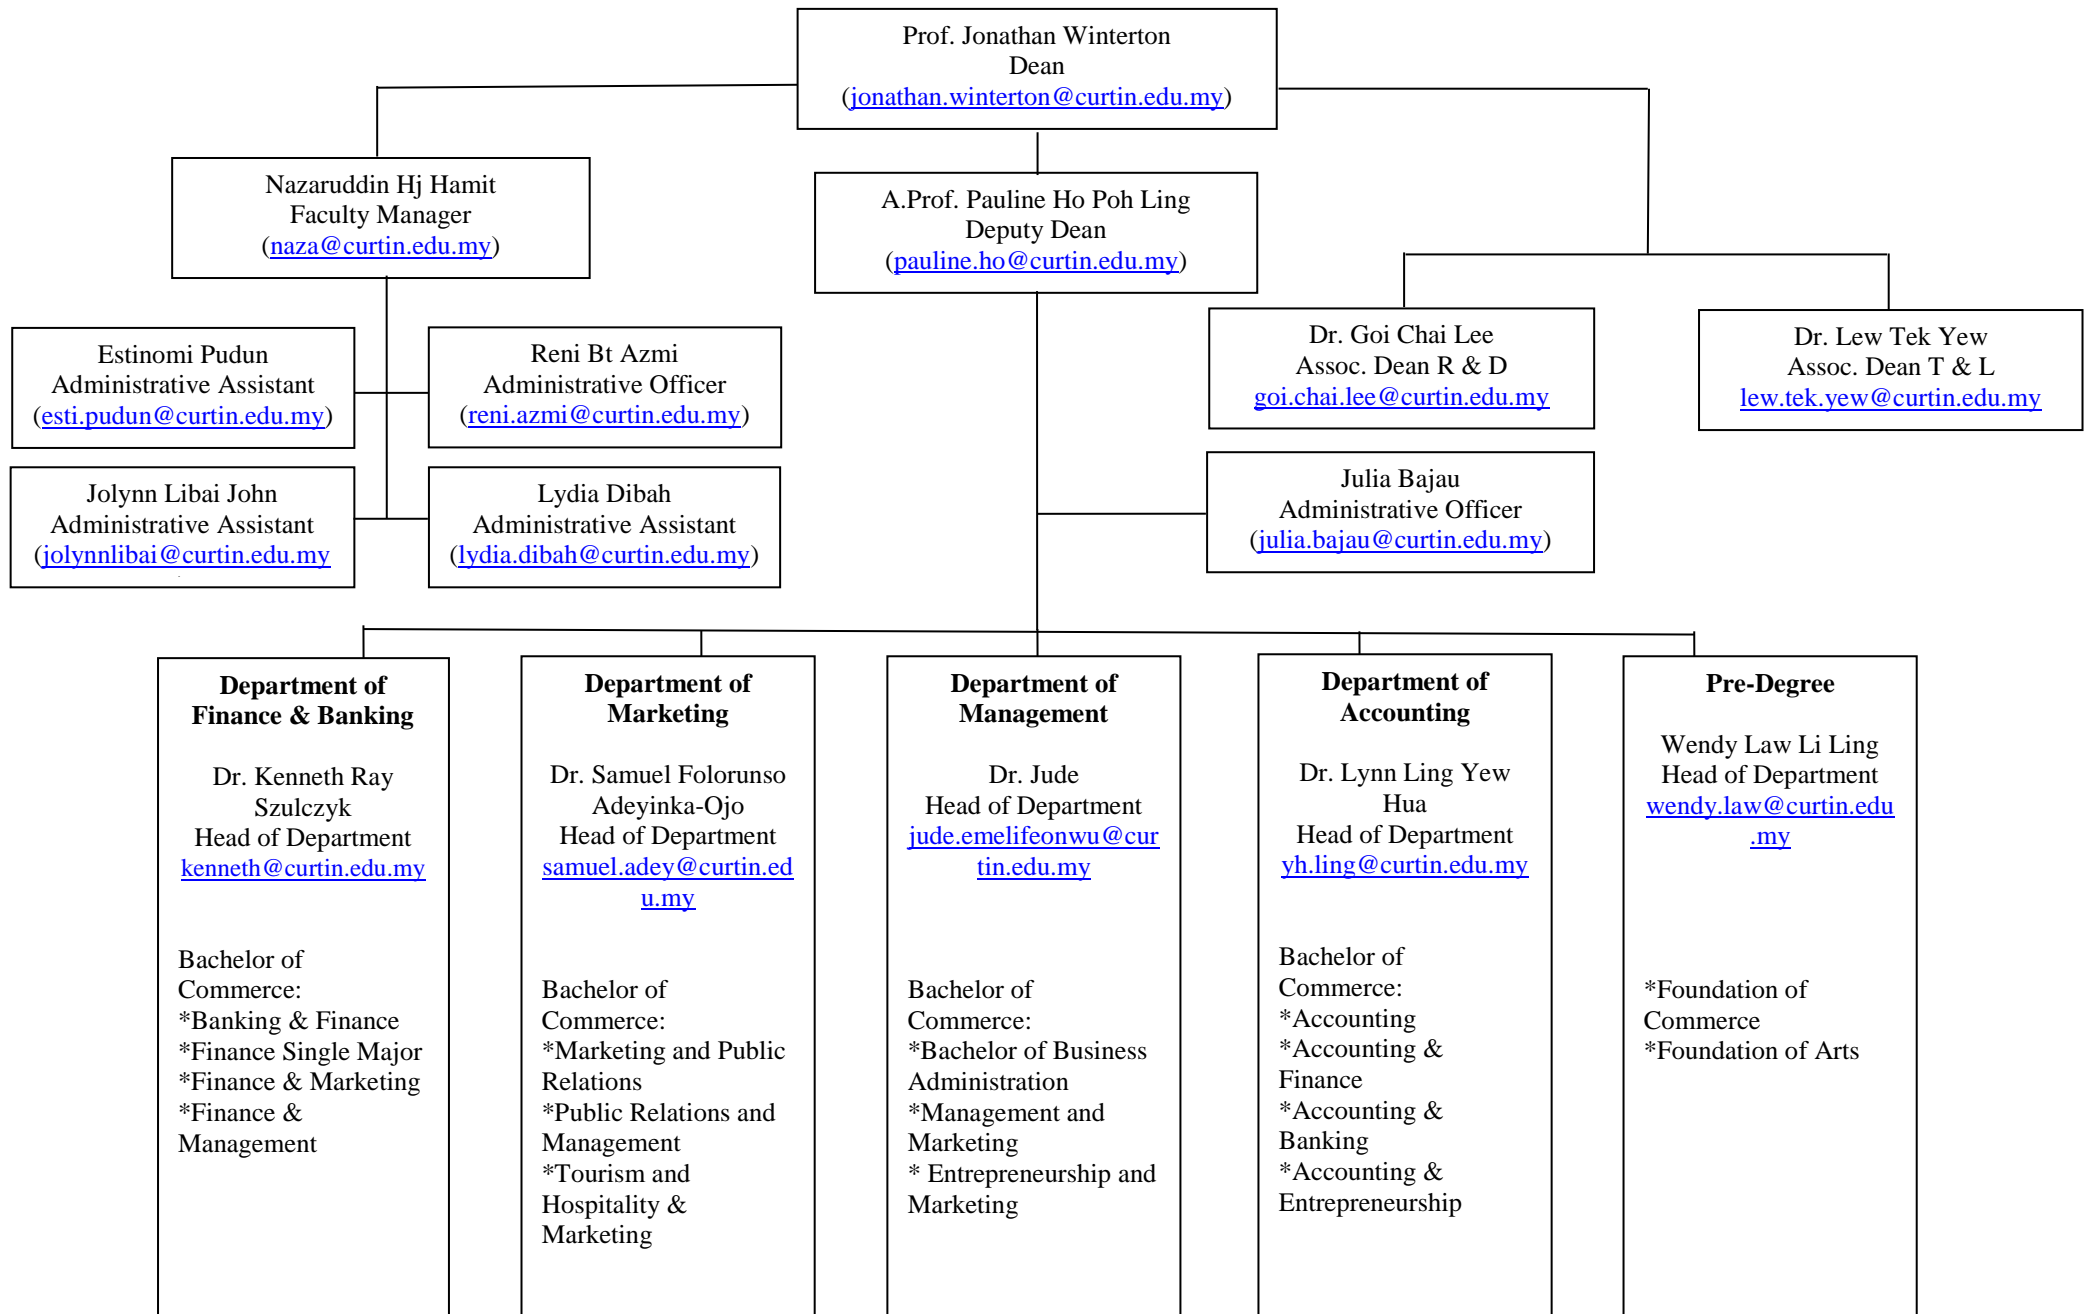 Prof. Jonathan Winterton
Dean
(jonathan.winterton@curtin.edu.my)
Nazaruddin Hj Hamit
Faculty Manager
(naza@curtin.edu.my)
A.Prof. Pauline Ho Poh Ling
Deputy Dean
(pauline.ho@curtin.edu.my)
Estinomi Pudun
Administrative Assistant
(esti.pudun@curtin.edu.my)
Reni Bt Azmi
Administrative Officer
(reni.azmi@curtin.edu.my)
Dr. Goi Chai Lee
Assoc. Dean R & D
goi.chai.lee@curtin.edu.my
Dr. Lew Tek Yew
Assoc. Dean T & L
lew.tek.yew@curtin.edu.my
Jolynn Libai John
Administrative Assistant
(jolynnlibai@curtin.edu.my
Lydia Dibah
Administrative Assistant
(lydia.dibah@curtin.edu.my)
Julia Bajau
Administrative Officer
(julia.bajau@curtin.edu.my)
Department of
Finance & Banking
Dr. Kenneth Ray
Szulczyk
Head of Department
kenneth@curtin.edu.my
Bachelor of
Commerce:
*Banking & Finance
*Finance Single Major
*Finance & Marketing
*Finance &
Management
Department of
Marketing
Dr. Samuel Folorunso
Adeyinka-Ojo
Head of Department
samuel.adey@curtin.ed
u.my
Bachelor of
Commerce:
*Marketing and Public
Relations
*Public Relations and
Management
*Tourism and
Hospitality &
Marketing
Department of
Management
Dr. Jude
Head of Department
jude.emelifeonwu@cur
tin.edu.my
Bachelor of
Commerce:
*Bachelor of Business
Administration
*Management and
Marketing
* Entrepreneurship and
Marketing
Department of
Accounting
Dr. Lynn Ling Yew
Hua
Head of Department
yh.ling@curtin.edu.my
Bachelor of
Commerce:
*Accounting
*Accounting &
Finance
*Accounting &
Banking
*Accounting &
Entrepreneurship
Pre-Degree
Wendy Law Li Ling
Head of Department
wendy.law@curtin.edu
.my
*Foundation of
Commerce
*Foundation of Arts